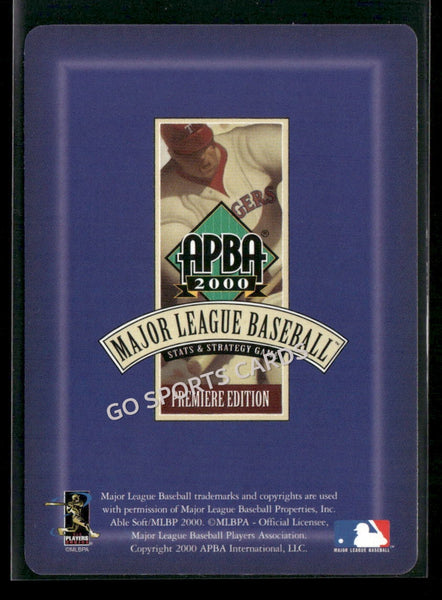 T
GERS
APBA®
2000
MAJOR LEAGUE BASEBALL™
STATS & STRATEGY GAME
GO SPORTS CARDS
PREMIERE EDITION
Major League Baseball trademarks and copyrights are used
with permission of Major League Baseball Properties, Inc.
Able Soft/MLBP 2000. ©MLBPA - Official Licensee,
Major League Baseball Players Association.
Copyright 2000 APBA International, LLC.
PLAYERS
CHOICE
©MLBPA
MAJOR LEAGUE BASEBALL